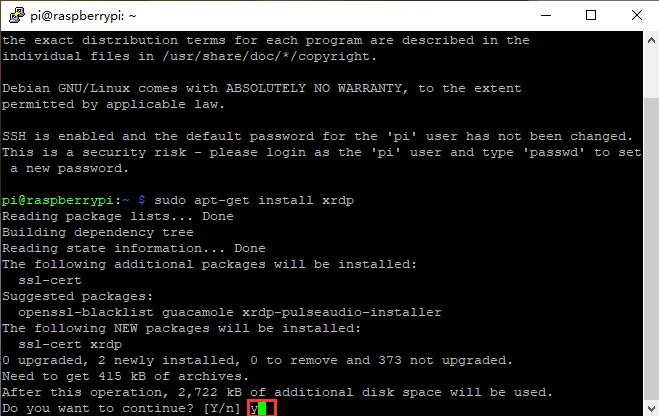 pi@raspberrypi: ~
the exact distribution terms for each program are described in the
individual files in /usr/share/doc/*/copyright.
Debian GNU/Linux comes with ABSOLUTELY NO WARRANTY, to the extent
permitted by applicable law.
SSH is enabled and the default password for the 'pi' user has not been changed.
This is a security risk - please login as the 'pi' user and type 'passwd' to set
 a new password.
pi@raspberrypi:~ $ sudo apt-get install xrdp
Reading package lists... Done
Building dependency tree
Reading state information... Done
The following additional packages will be installed:
  ssl-cert
Suggested packages:
  openssl-blacklist guacamole xrdp-pulseaudio-installer
The following NEW packages will be installed:
  ssl-cert xrdp
0 upgraded, 2 newly installed, 0 to remove and 373 not upgraded.
Need to get 415 kB of archives.
After this operation, 2,722 kB of additional disk space will be used.
Do you want to continue? [Y/n] y